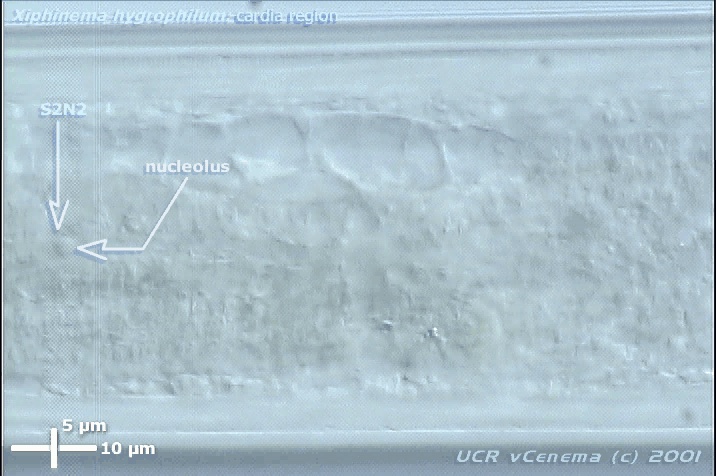 Xiphinema hygrophilum: cardia region
S2N2
nucleolus
5 µm
10 µm
UCR vCenema (c) 2001